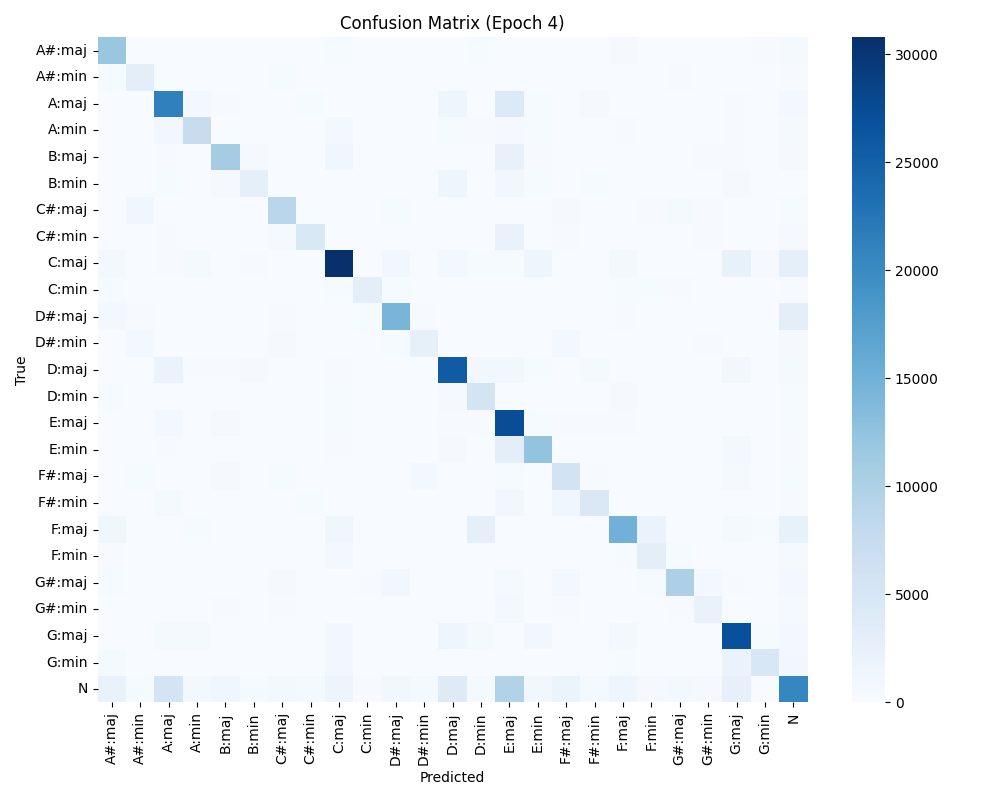 Confusion Matrix (Epoch 4)
True
A#:maj
A#:min
A:maj
A:min
B:maj
B:min
C#:maj
C#:min
C:maj
C:min
D#:maj
D#:min
D:maj
D:min
E:maj
E:min
F#:maj
F#:min
F:maj
F:min
G#:maj
G#:min
G:maj
G:min
N
A#:maj
A#:min
A:maj
A:min
B:maj
B:min
C#:maj
C#:min
C:maj
C:min
D#:maj
D#:min
D:maj
D:min
E:maj
E:min
F#:maj
F#:min
F:maj
F:min
G#:maj
G#:min
G:maj
G:min
N
Predicted
30000
25000
20000
15000
10000
5000
0